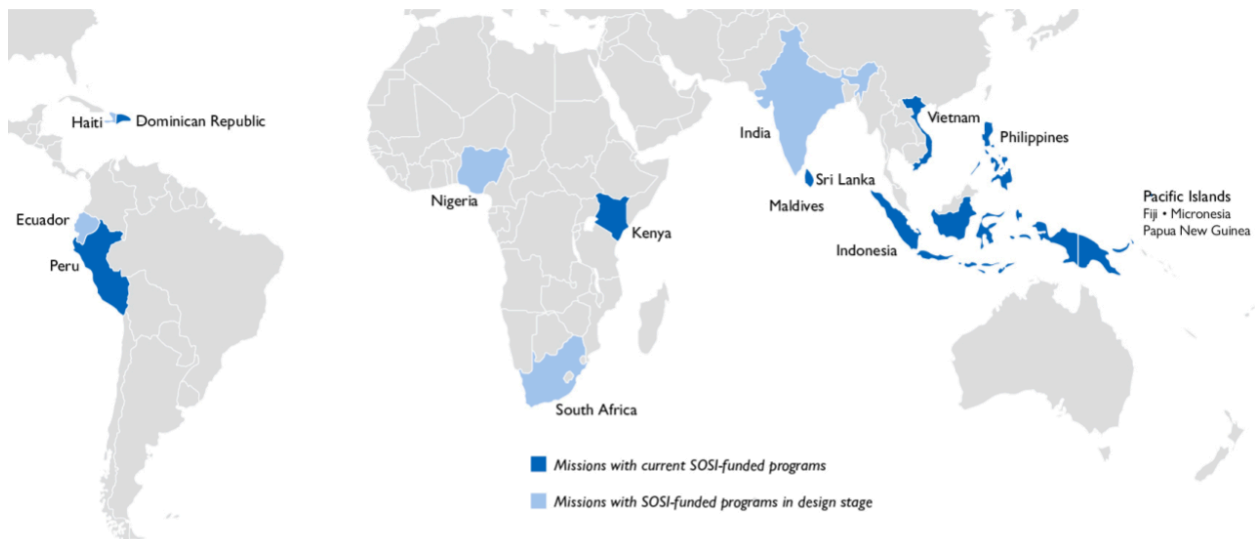 Haiti
Dominican Republic
Ecuador
Peru
Nigeria
Kenya
South Africa
India
Sri Lanka
Maldives
Vietnam
Philippines
Indonesia
Pacific Islands
Fiji • Micronesia
Papua New Guinea
Missions with current SOSI-funded programs
Missions with SOSI-funded programs in design stage